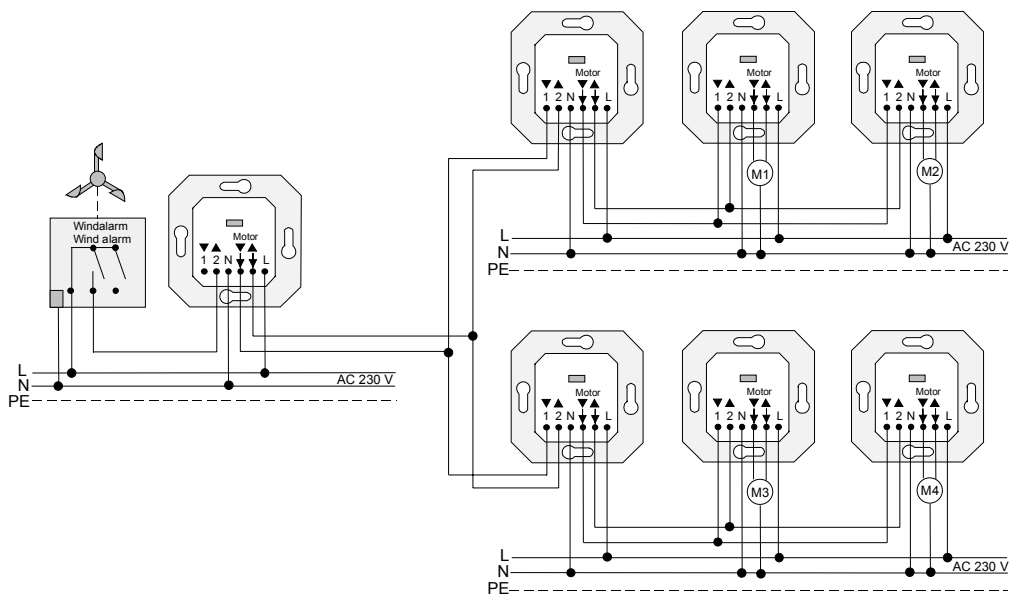 Motor
1 2 N L
Motor
1 2 N L
Motor
1 2 N L
M1
M2
Windalarm
Wind alarm
Motor
1 2 N L
L
N
AC 230 V
PE
L
N
AC 230 V
PE
Motor
1 2 N L
Motor
1 2 N L
Motor
1 2 N L
M3
M4
L
N
AC 230 V
PE